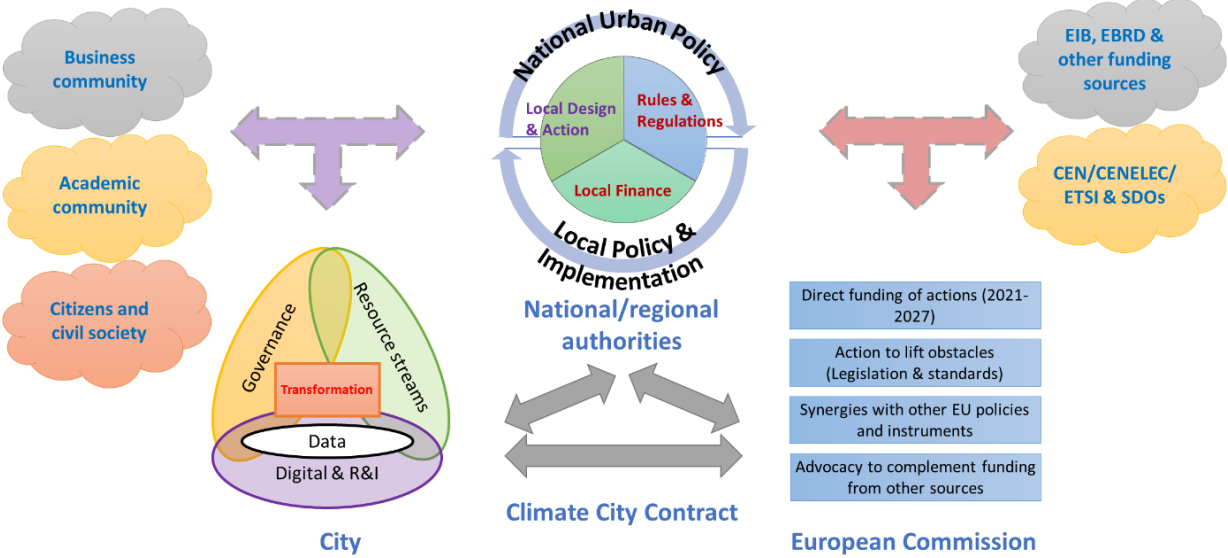 Business
community
Academic
community
Citizens and
civil society
National Urban Policy
Local Design
& Action
Rules &
Regulations
Local Finance
Local Policy &
Implementation
National/regional
authorities
EIB, EBRD &
other funding
sources
CEN/CENELEC/
ETSI & SDOs
Governance
Resource streams
Transformation
Data
Digital & R&I
City
Climate City Contract
Direct funding of actions (2021-
2027)
Action to lift obstacles
(Legislation & standards)
Synergies with other EU policies
and instruments
Advocacy to complement funding
from other sources
European Commission